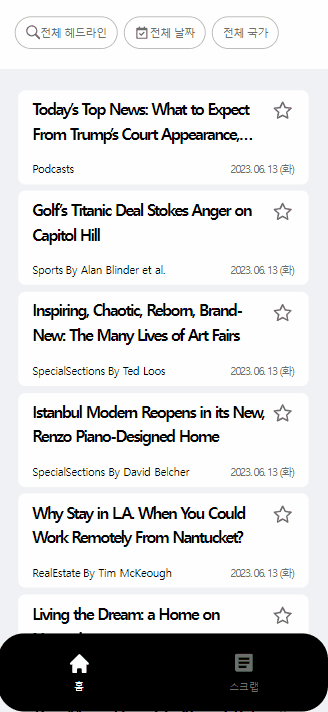 전체 헤드라인
전체 날짜
전체 국가
Today's Top News: What to Expect
From Trump's Court Appearance,...
Podcasts
2023. 06. 13 (화)
Golf's Titanic Deal Stokes Anger on
Capitol Hill
Sports By Alan Blinder et al.
2023. 06. 13 (화)
Inspiring, Chaotic, Reborn, Brand-
New: The Many Lives of Art Fairs
SpecialSections By Ted Loos
2023. 06. 13 (화)
Istanbul Modern Reopens in its New,
Renzo Piano-Designed Home
SpecialSections By David Belcher
2023. 06. 13 (화)
Why Stay in L.A. When You Could
Work Remotely From Nantucket?
RealEstate By Tim McKeough
2023. 06. 13 (화)
Living the Dream: a Home on
홈
스크랩